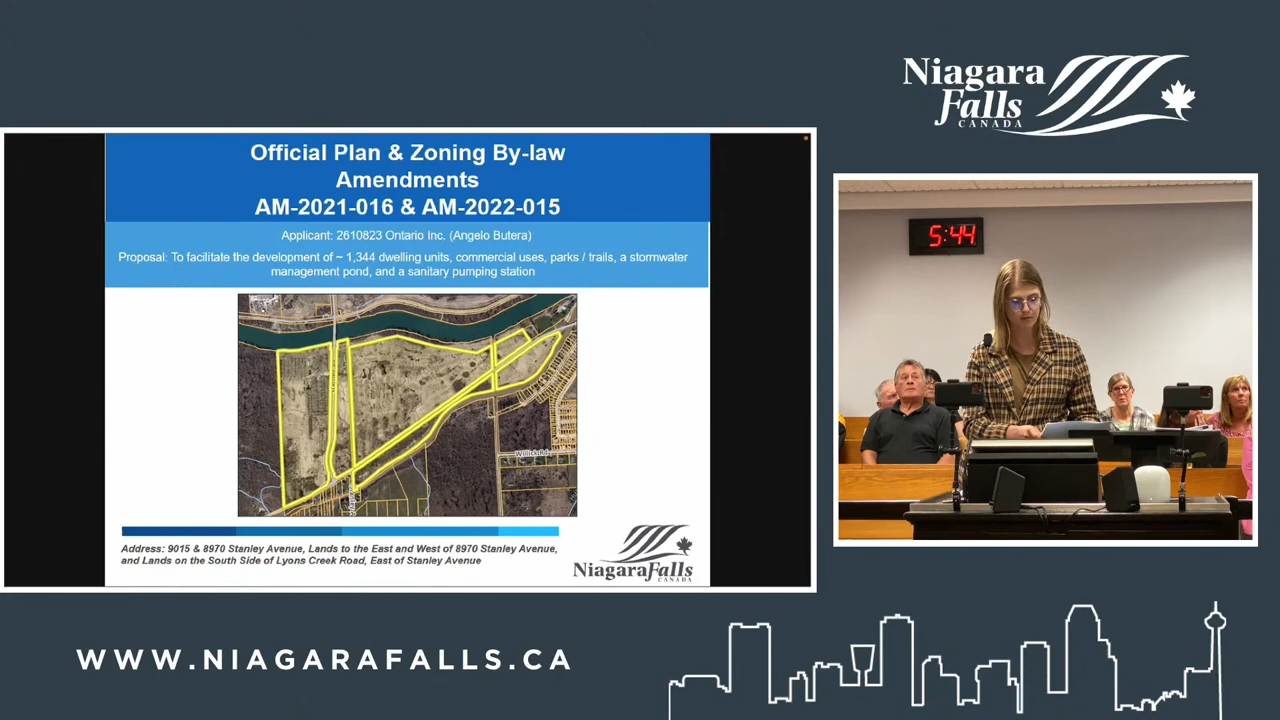 Niagara
Falls
CANADA
Official Plan & Zoning By-law
Amendments
AM-2021-016 & AM-2022-015
Applicant: 2610823 Ontario Inc. (Angelo Butera)
Proposal: To facilitate the development of ~ 1,344 dwelling units, commercial uses, parks / trails, a stormwater
management pond, and a sanitary pumping station
5:44
Willick Rd
Address: 9015 & 8970 Stanley Avenue, Lands to the East and West of 8970 Stanley Avenue,
and Lands on the South Side of Lyons Creek Road, East of Stanley Avenue
NiagaraFalls
CANADA
WWW.NIAGARAFALLS.CA